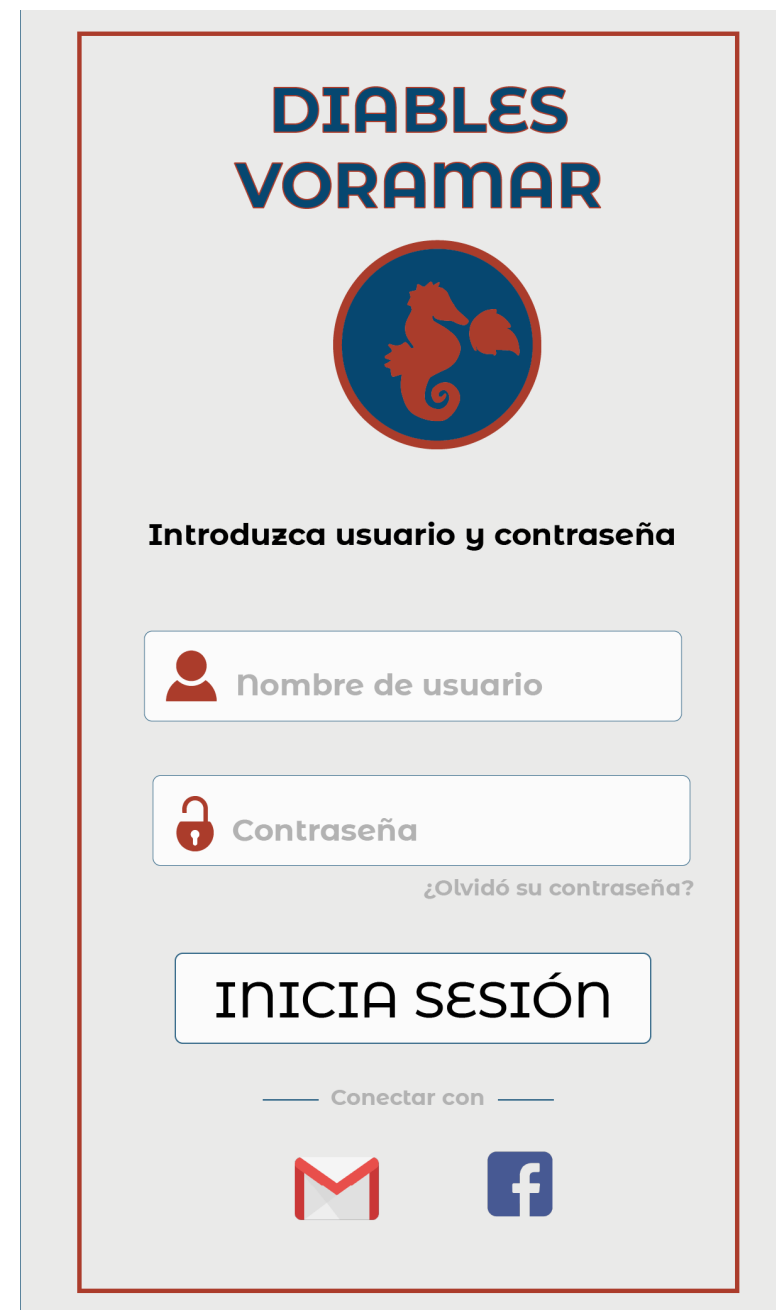 DIABLES
VORAMAR
Introduzca usuario y contraseña
Nombre de usuario
Contraseña
¿Olvidó su contraseña?
INICIA SESIÓN
Conectar con